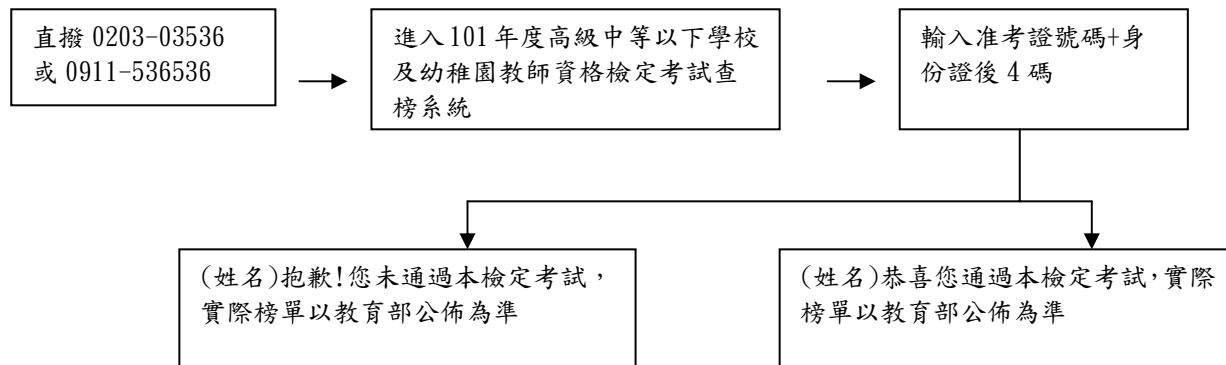 直撥 0203-03536
或 0911-536536
進入101年度高級中等以下學校
及幼稚園教師資格檢定考試查
榜系統
輸入准考證號碼+身
份證後 4 碼
(姓名)抱歉!您未通過本檢定考試，
實際榜單以教育部公佈為準
(姓名)恭喜您通過本檢定考試，實際
榜單以教育部公佈為準